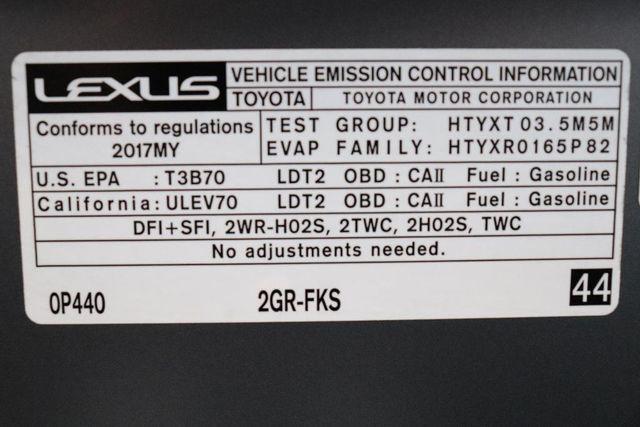 LEXUS VEHICLE EMISSION CONTROL INFORMATION
TOYOTA TOYOTA MOTOR CORPORATION
Conforms to regulations
2017MY
TEST GROUP: HTYXT03.5M5M
EVAP FAMILY: HTYXR0165P82
U.S. EPA : T3B70 LDT2 OBD : CAII Fuel : Gasoline
California : ULEV70 LDT2 OBD : CAII Fuel : Gasoline
DFI+SFI, 2WR-HO2S, 2TWC, 2HO2S, TWC
No adjustments needed.
0P440 2GR-FKS 44